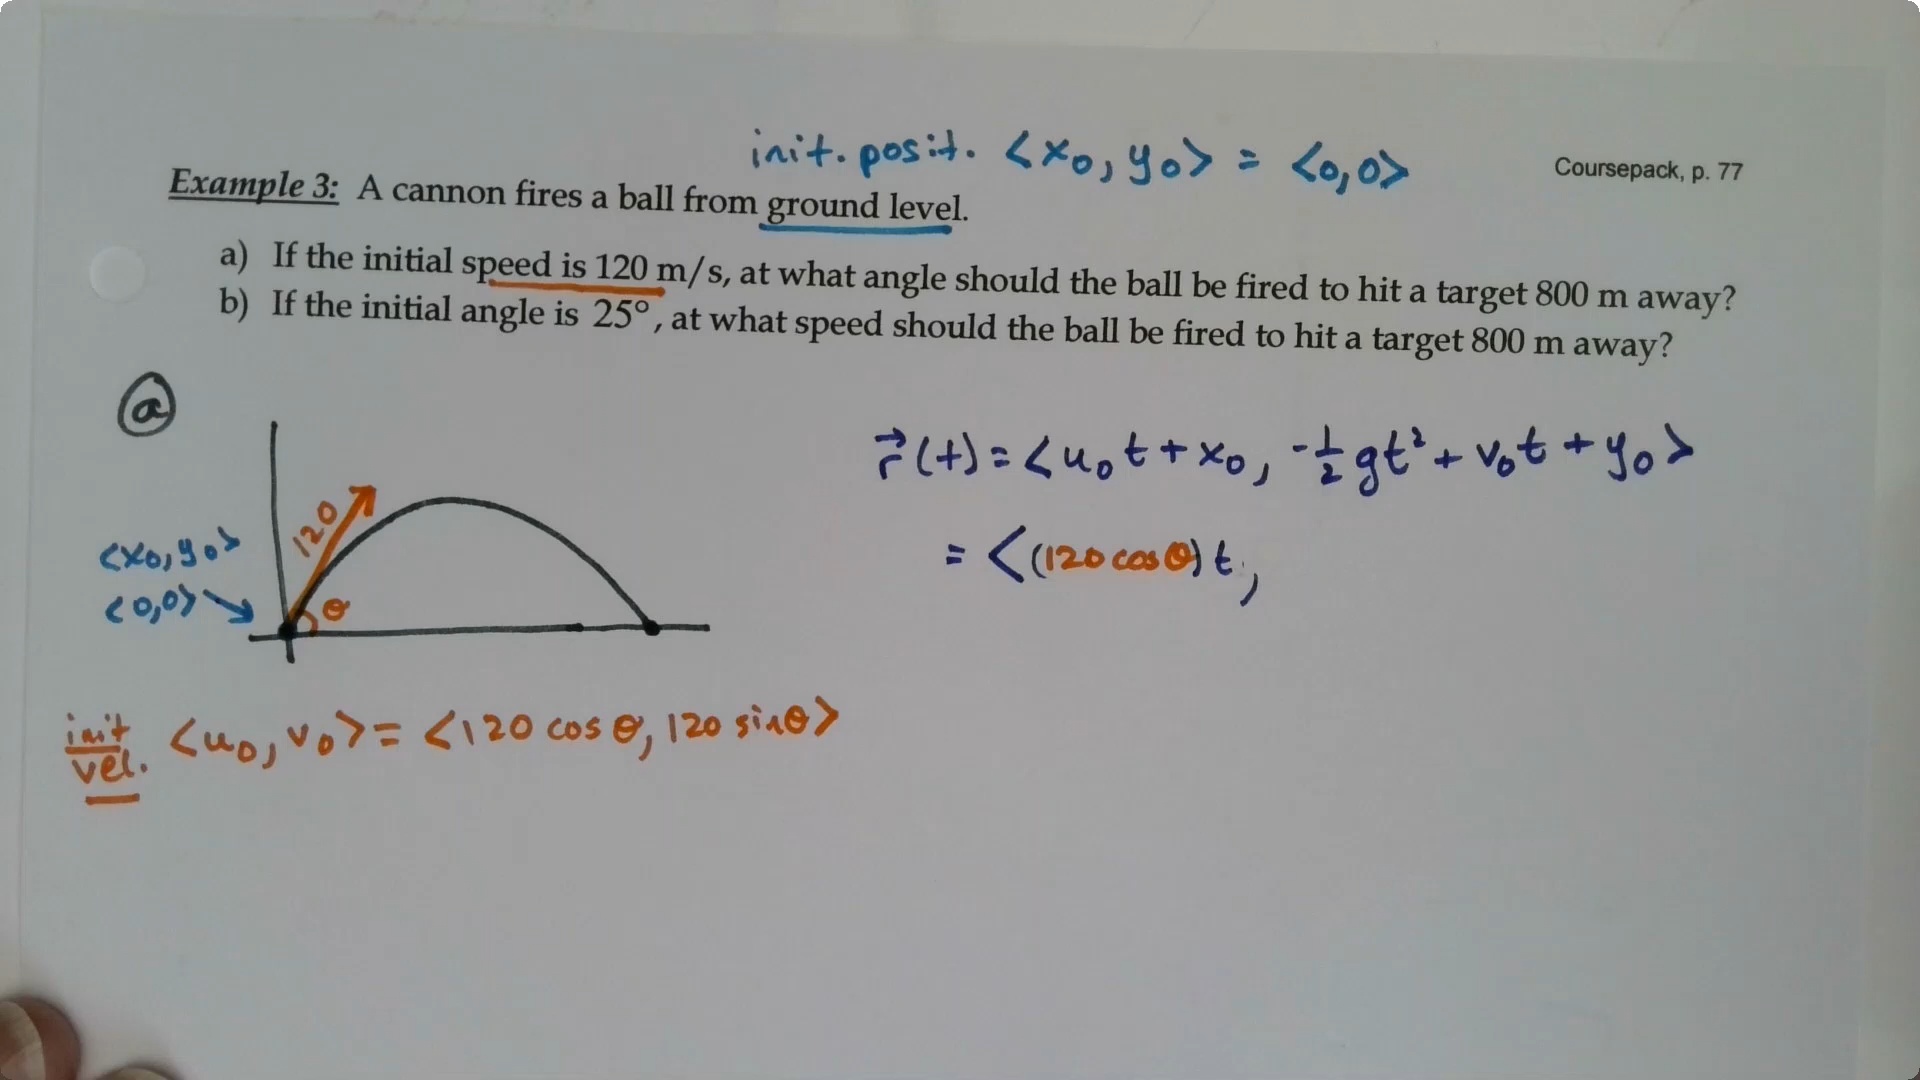 init. posit. <x₀, y₀> = <0,0>
Coursepack, p. 77
Example 3: A cannon fires a ball from ground level.
a) If the initial speed is 120 m/s, at what angle should the ball be fired to hit a target 800 m away?
b) If the initial angle is 25°, at what speed should the ball be fired to hit a target 800 m away?
a
r⃗(t) = <u₀t + x₀, -½gt² + v₀t + y₀>
= <(120 cos θ) t,
120
<x₀, y₀>
<0,0>
θ
init vel. <u₀, v₀> = <120 cos θ, 120 sin θ>